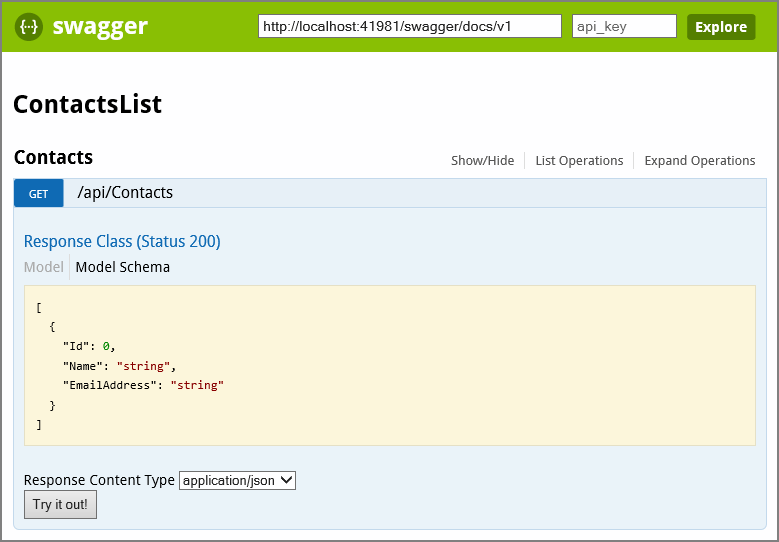 {···} swagger http://localhost:41981/swagger/docs/v1 api_key Explore
ContactsList
Contacts Show/Hide List Operations Expand Operations
GET /api/Contacts
Response Class (Status 200)
Model Model Schema
[
  {
    "Id": 0,
    "Name": "string",
    "EmailAddress": "string"
  }
]
Response Content Type application/json
Try it out!